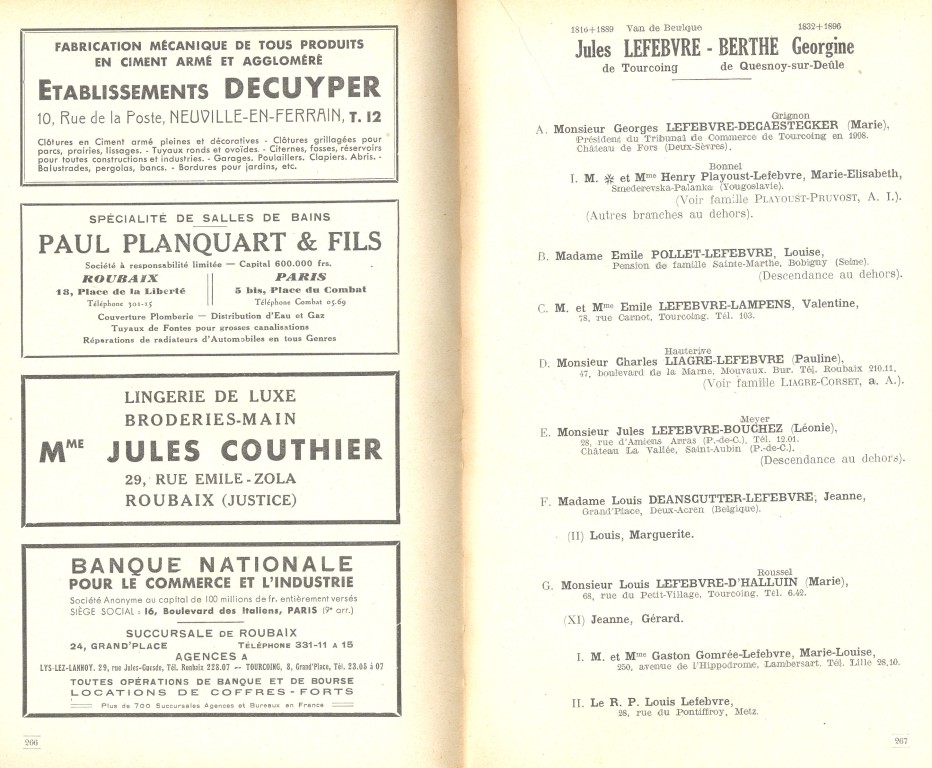 FABRICATION MÉCANIQUE DE TOUS PRODUITS
EN CIMENT ARMÉ ET AGGLOMÉRÉ
ETABLISSEMENTS DECUYPER
10, Rue de la Poste, NEUVILLE-EN-FERRAIN, T. 12
Clôtures en Ciment armé pleines et décoratives - Clôtures grillagées pour
parcs, prairies, lissages. - Tuyaux ronds et ovoïdes. - Citernes, fosses, réservoirs
pour toutes constructions et industries. - Garages. Poulaillers. Clapiers. Abris. -
Balustrades, pergolas, bancs. - Bordures pour jardins, etc.
SPÉCIALITÉ DE SALLES DE BAINS
PAUL PLANQUART & FILS
Société à responsabilité limitée — Capital 600.000 frs.
ROUBAIX
18, Place de la Liberté
Téléphone 301-15
PARIS
5 bis, Place du Combat
Téléphone Combat 05.69
Couverture Plomberie — Distribution d'Eau et Gaz
Tuyaux de Fontes pour grosses canalisations
Réparations de radiateurs d'Automobiles en tous Genres
LINGERIE DE LUXE
BRODERIES-MAIN
MME JULES COUTHIER
29, RUE EMILE-ZOLA
ROUBAIX (JUSTICE)
BANQUE NATIONALE
POUR LE COMMERCE ET L'INDUSTRIE
Société Anonyme au capital de 100 millions de fr. entièrement versés
SIÈGE SOCIAL : 16, Boulevard des Italiens, PARIS (9e arr.)
SUCCURSALE DE ROUBAIX
24, GRAND'PLACE TÉLÉPHONE 331-11 A 15
AGENCES A
LYS-LEZ-LANNOY. 29, rue Jules-Guesde, Tél. Roubaix 228.07 — TOURCOING, 8, Grand'Place, Tél. 23.05 à 07
TOUTES OPÉRATIONS DE BANQUE ET DE BOURSE
LOCATIONS DE COFFRES-FORTS
Plus de 700 Succursales Agences et Bureaux en France
266
1816+1889 Van de Beulque 1832+1896
Jules LEFEBVRE - BERTHE Georgine
de Tourcoing de Quesnoy-sur-Deûle
Grignon
A. Monsieur Georges LEFEBVRE-DECAESTECKER (Marie),
(Président du Tribunal de Commerce de Tourcoing en 1908.
Château de Fors (Deux-Sèvres).
Bonnel
I. M. ※ et Mme Henry Playoust-Lefebvre, Marie-Elisabeth,
Smederevska-Palanka (Yougoslavie).
(Voir famille PLAYOUST-PRUVOST, A. I.).
(Autres branches au dehors).
B. Madame Emile POLLET-LEFEBVRE, Louise,
Pension de famille Sainte-Marthe, Bobigny (Seine).
(Descendance au dehors).
C. M. et Mme Emile LEFEBVRE-LAMPENS, Valentine,
78, rue Carnot, Tourcoing. Tél. 103.
Hauterive
D. Monsieur Charles LIAGRE-LEFEBVRE (Pauline),
47, boulevard de la Marne, Mouvaux. Bur. Tél. Roubaix 210.11.
(Voir famille LIAGRE-CORSET, a. A.).
Meyer
E. Monsieur Jules LEFEBVRE-BOUCHEZ (Léonie),
28, rue d'Amiens Arras (P.-de-C.), Tél. 12.01.
Château La Vallée, Saint-Aubin (P.-de-C.).
(Descendance au dehors).
F. Madame Louis DEANSCUTTER-LEFEBVRE, Jeanne,
Grand'Place, Deux-Acren (Belgique).
(II) Louis, Marguerite.
Roussel
G. Monsieur Louis LEFEBVRE-D'HALLUIN (Marie),
68, rue du Petit-Village, Tourcoing. Tél. 6.42.
(XI) Jeanne, Gérard.
I. M. et Mme Gaston Gomrée-Lefebvre, Marie-Louise,
250, avenue de l'Hippodrome, Lambersart. Tél. Lille 28,10.
II. Le R. P. Louis Lefebvre,
28, rue du Pontiffroy, Metz.
267